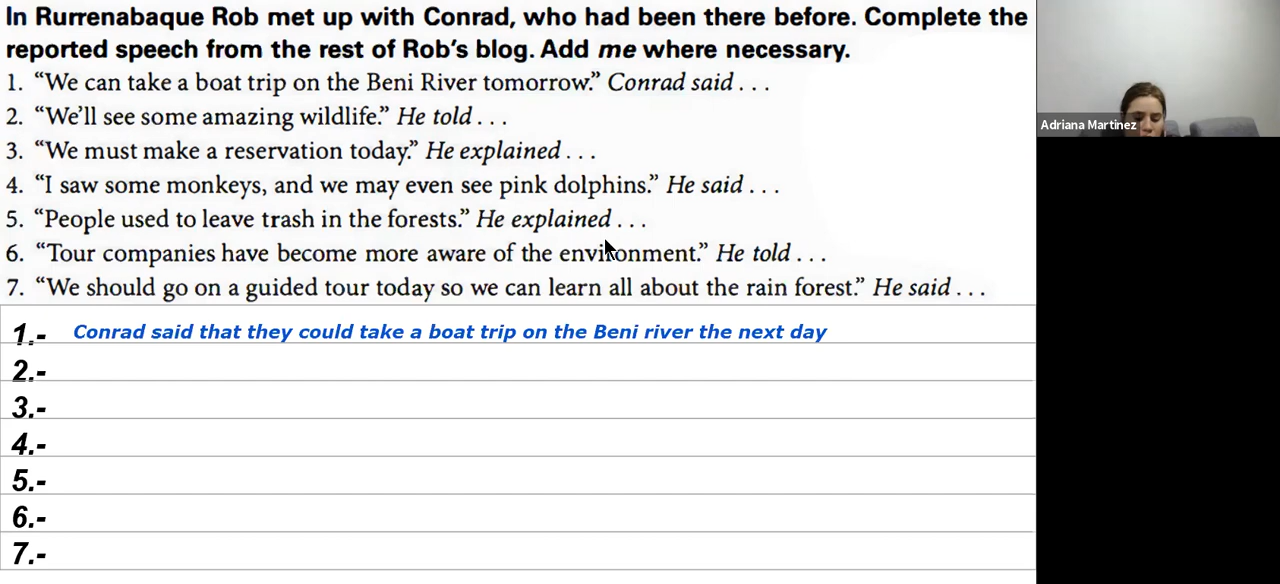 In Rurrenabaque Rob met up with Conrad, who had been there before. Complete the
reported speech from the rest of Rob's blog. Add me where necessary.
1. "We can take a boat trip on the Beni River tomorrow." Conrad said . . .
2. "We'll see some amazing wildlife." He told . . .
3. "We must make a reservation today." He explained . . .
4. "I saw some monkeys, and we may even see pink dolphins." He said . . .
5. "People used to leave trash in the forests." He explained . . .
6. "Tour companies have become more aware of the environment." He told . . .
7. "We should go on a guided tour today so we can learn all about the rain forest." He said . . .
Adriana Martinez
1.- Conrad said that they could take a boat trip on the Beni river the next day
2.-
3.-
4.-
5.-
6.-
7.-